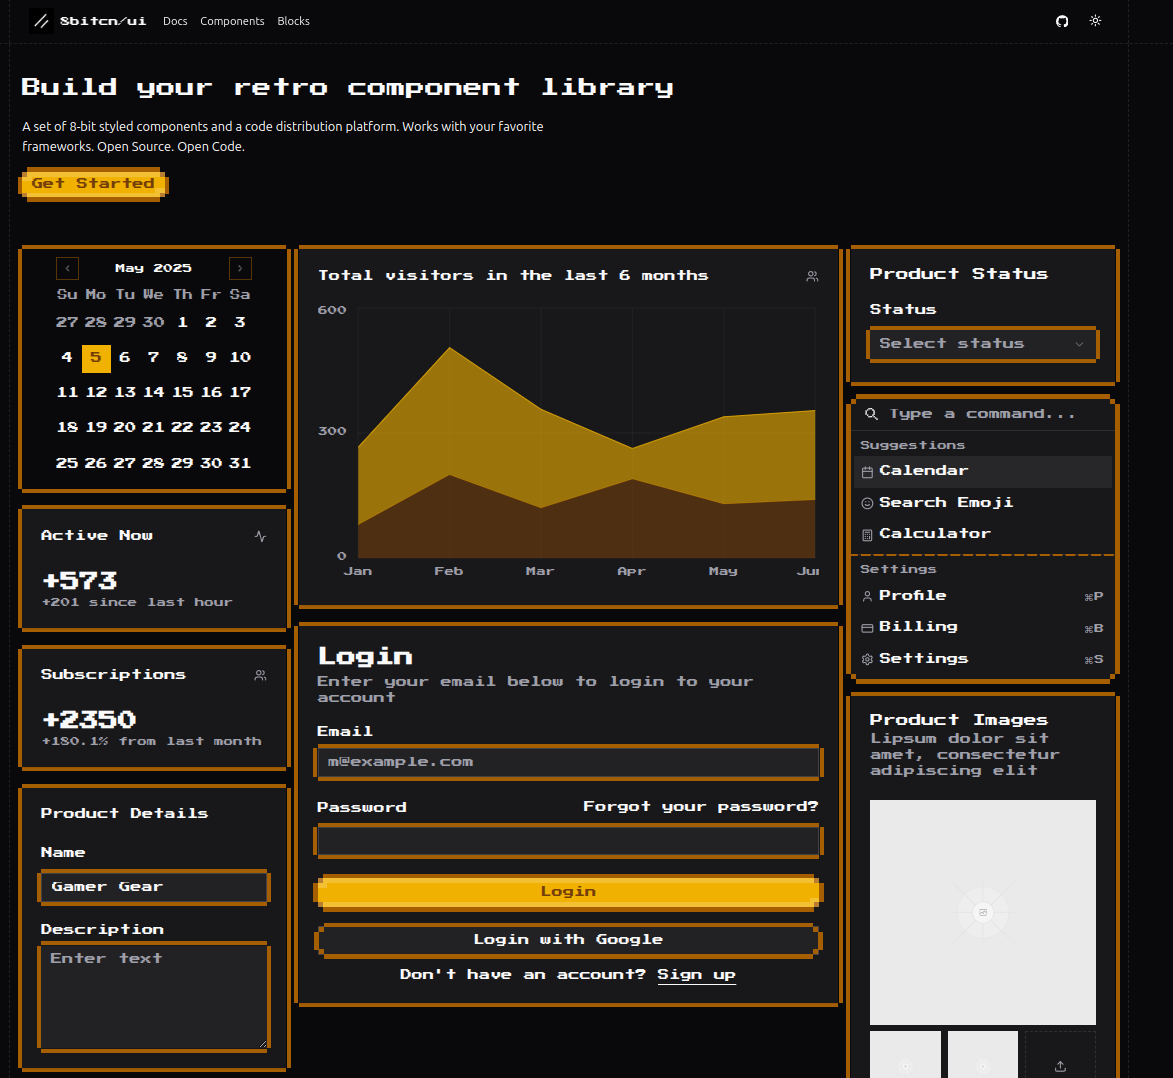 8bitcn/ui Docs Components Blocks
Build your retro component library
A set of 8-bit styled components and a code distribution platform. Works with your favorite
frameworks. Open Source. Open Code.
Get Started
May 2025
Su Mo Tu We Th Fr Sa
27 28 29 30 1 2 3
4 5 6 7 8 9 10
11 12 13 14 15 16 17
18 19 20 21 22 23 24
25 26 27 28 29 30 31
Active Now
+573
+201 since last hour
Subscriptions
+2350
+180.1% from last month
Product Details
Name
Gamer Gear
Description
Enter text
Total visitors in the last 6 months
600
300
0
Jan Feb Mar Apr May Jun
Login
Enter your email below to login to your
account
Email
m@example.com
Password Forgot your password?
Login
Login with Google
Don't have an account? Sign up
Product Status
Status
Select status
Type a command...
Suggestions
Calendar
Search Emoji
Calculator
Settings
Profile ⌘P
Billing ⌘B
Settings ⌘S
Product Images
Lipsum dolor sit
amet, consectetur
adipiscing elit